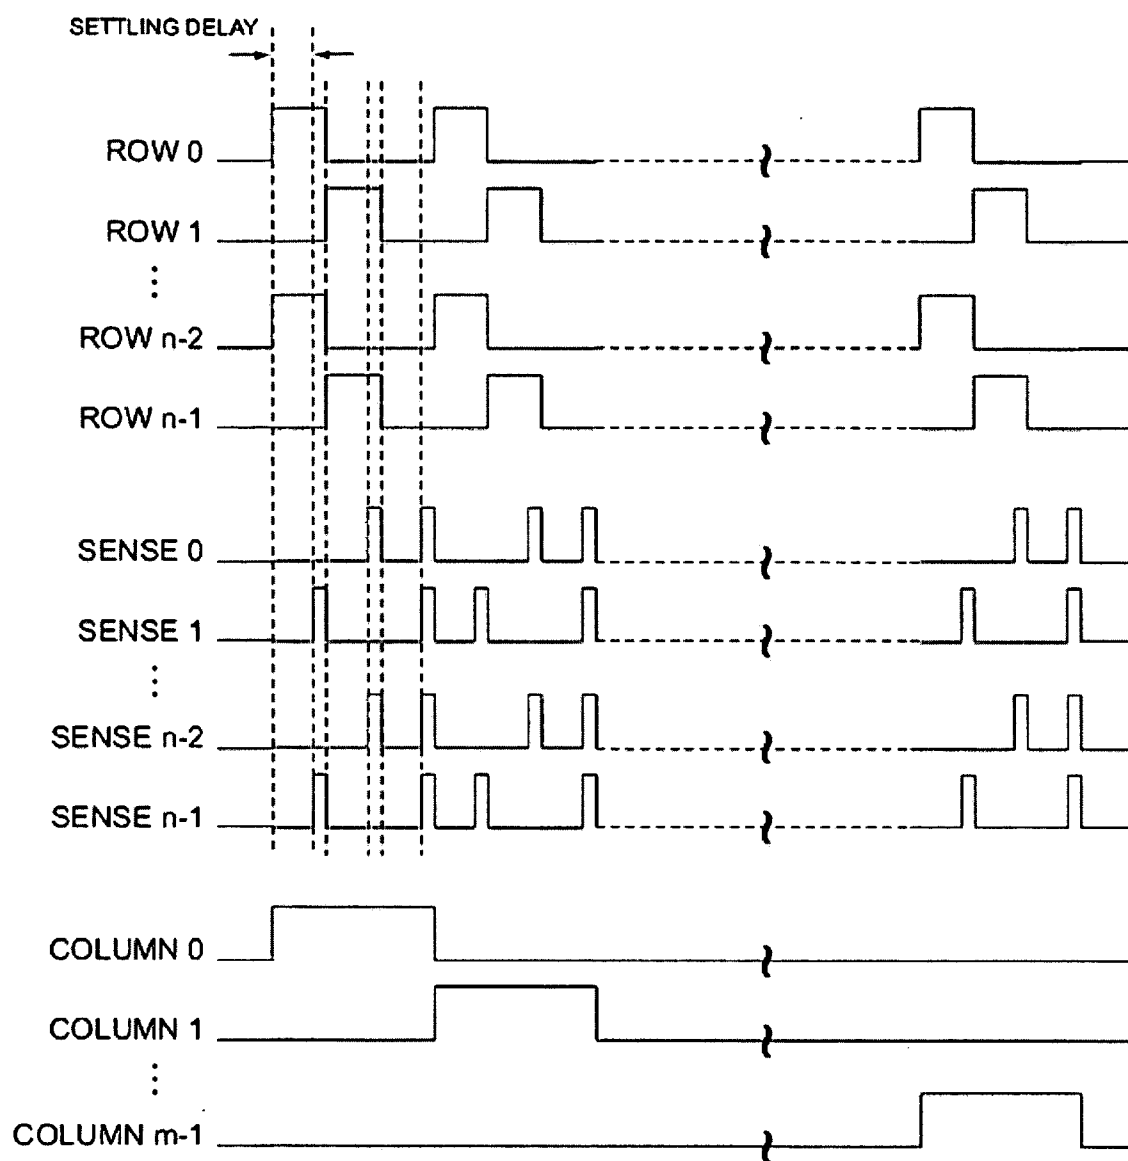 SETTLING DELAY
ROW 0
ROW 1
ROW n-2
ROW n-1
SENSE 0
SENSE 1
SENSE n-2
SENSE n-1
COLUMN 0
COLUMN 1
COLUMN m-1